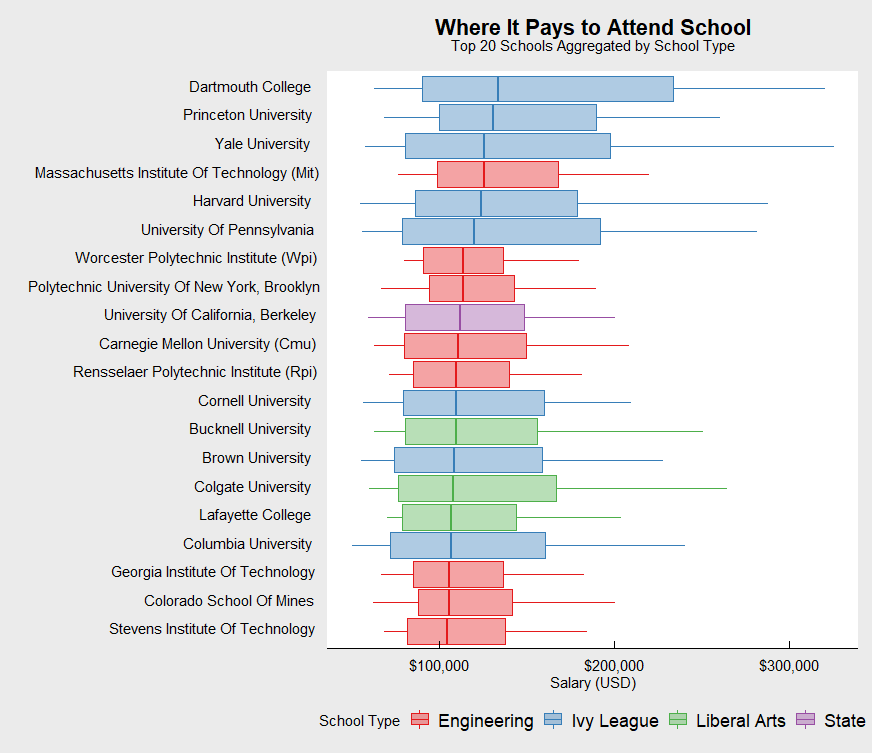 Where It Pays to Attend School
Top 20 Schools Aggregated by School Type
Dartmouth College
Princeton University
Yale University
Massachusetts Institute Of Technology (Mit)
Harvard University
University Of Pennsylvania
Worcester Polytechnic Institute (Wpi)
Polytechnic University Of New York, Brooklyn
University Of California, Berkeley
Carnegie Mellon University (Cmu)
Rensselaer Polytechnic Institute (Rpi)
Cornell University
Bucknell University
Brown University
Colgate University
Lafayette College
Columbia University
Georgia Institute Of Technology
Colorado School Of Mines
Stevens Institute Of Technology
$100,000 $200,000 $300,000
Salary (USD)
School Type Engineering Ivy League Liberal Arts State